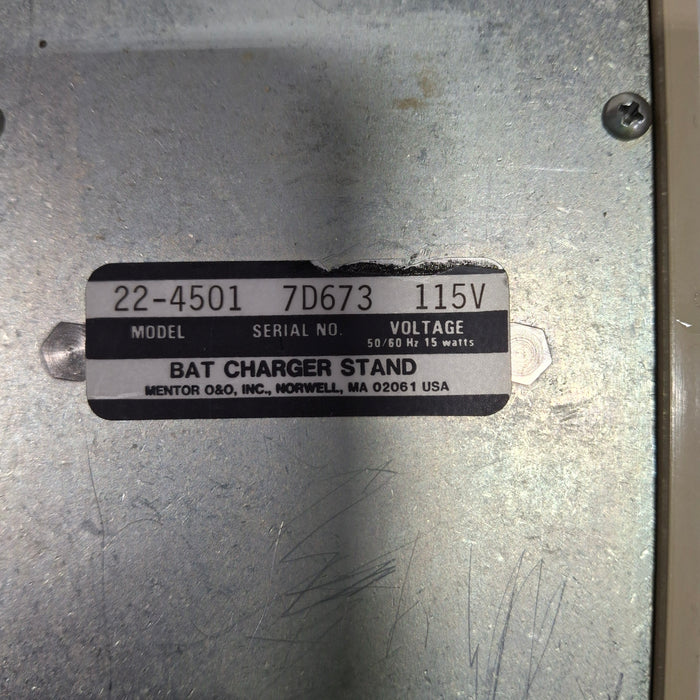 22-4501 7D673 115V
MODEL SERIAL NO. VOLTAGE
50/60 Hz 15 watts
BAT CHARGER STAND
MENTOR O&O, INC., NORWELL, MA 02061 USA